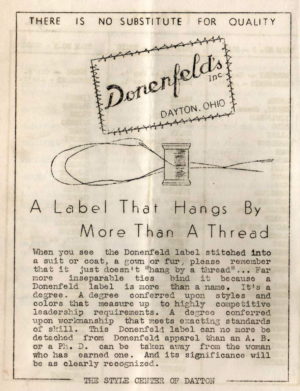 THERE IS NO SUBSTITUTE FOR QUALITY
Donenfeld's
inc.
DAYTON, OHIO
A Label That Hangs By
More Than A Thread
When you see the Donenfeld label stitched into
a suit or coat, a gown or fur, please remember
that it just doesn't "hang by a thread"... Far
more inseparable ties bind it because a
Donenfeld label is more than a name. It's a
degree. A degree conferred upon styles and
colors that measure up to highly competitive
leadership requirements. A degree conferred
upon workmanship that meets exacting standards
of skill. This Donenfeld label can no more be
detached from Donenfeld apparel than an A. B.
or a Ph. D. can be taken away from the woman
who has earned one. And its significance will
be as clearly recognized.
THE STYLE CENTER OF DAYTON